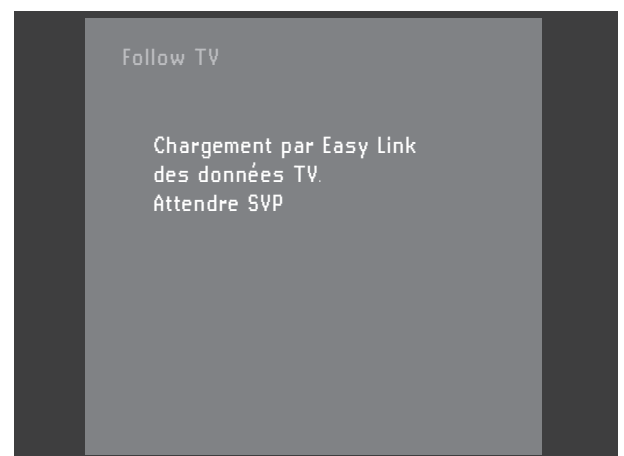 Follow TV
Chargement par Easy Link
des données TV.
Attendre SVP